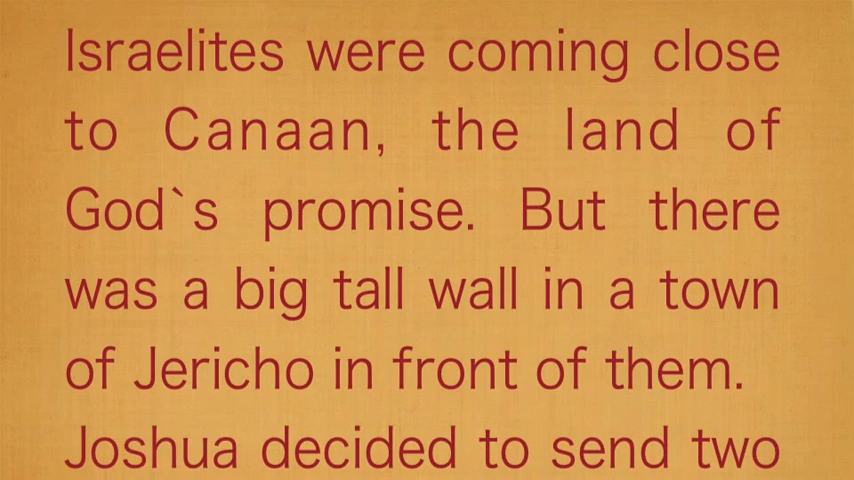 Israelites were coming close
to Canaan, the land of
God`s promise. But there
was a big tall wall in a town
of Jericho in front of them.
Joshua decided to send two